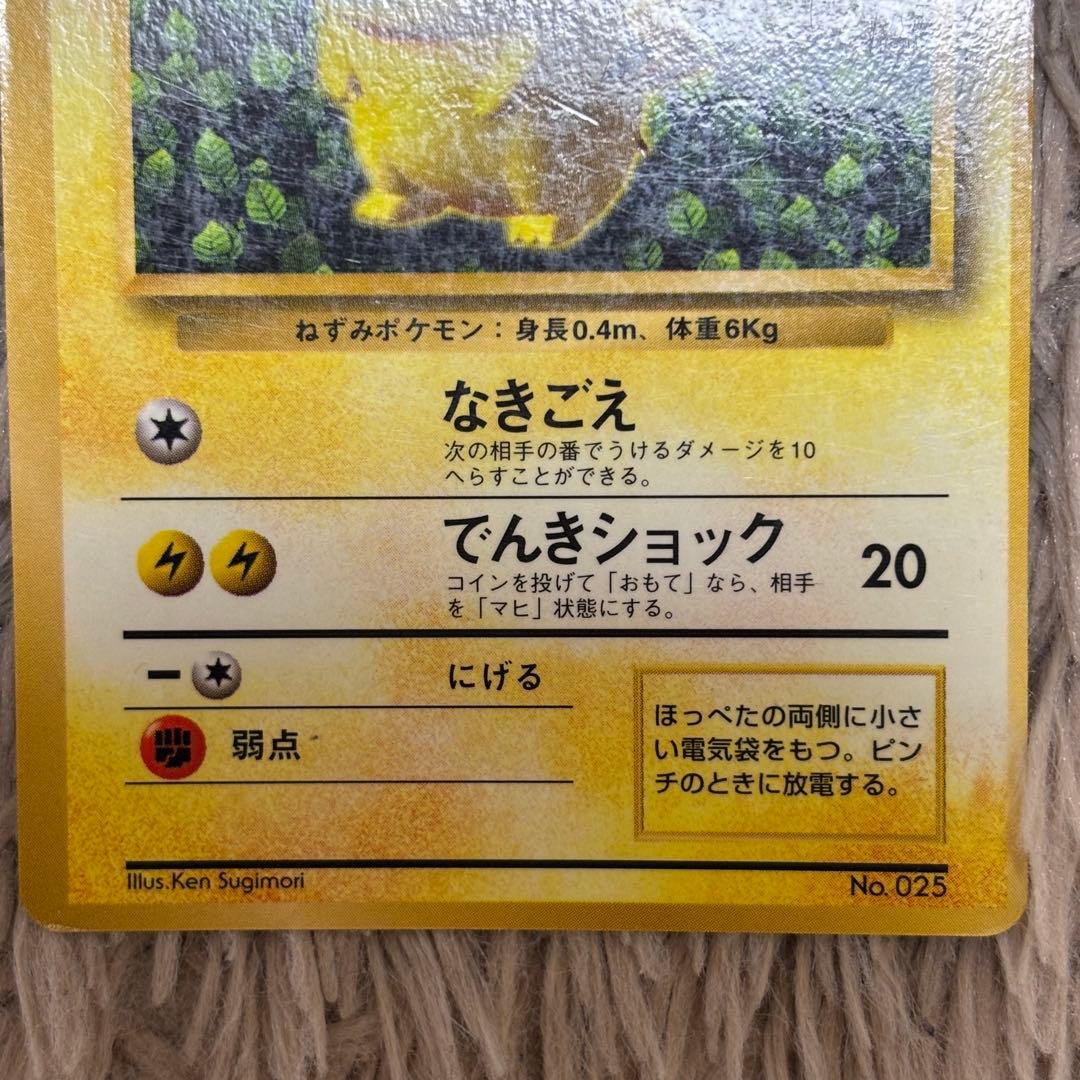 ねずみポケモン：身長0.4m、体重6Kg
なきごえ
次の相手の番でうけるダメージを10
へらすことができる。
でんきショック 20
コインを投げて「おもて」なら、相手
を「マヒ」状態にする。
にげる
弱点
ほっぺたの両側に小さ
い電気袋をもつ。ピン
チのときに放電する。
Illus.Ken Sugimori
No. 025